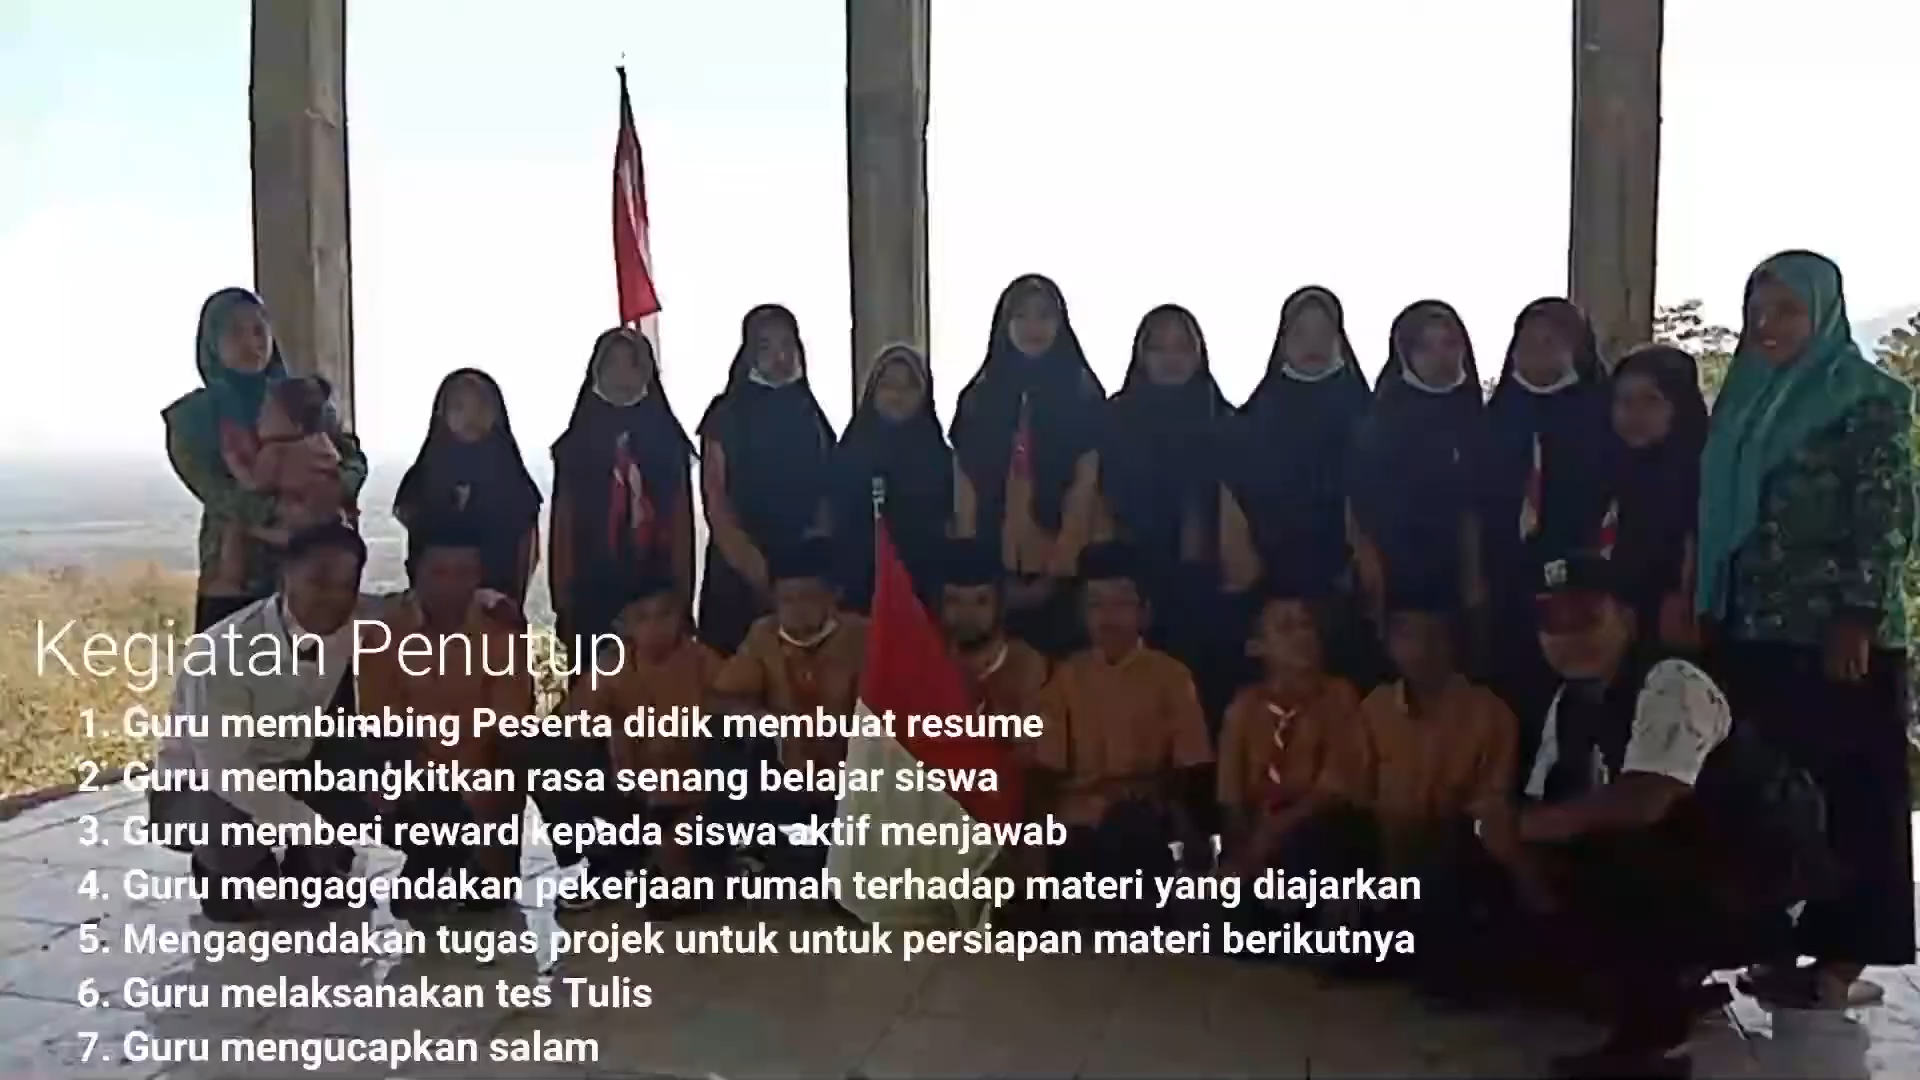 Kegiatan Penutup
1. Guru membimbing Peserta didik membuat resume
2. Guru membangkitkan rasa senang belajar siswa
3. Guru memberi reward kepada siswa aktif menjawab
4. Guru mengagendakan pekerjaan rumah terhadap materi yang diajarkan
5. Mengagendakan tugas projek untuk untuk persiapan materi berikutnya
6. Guru melaksanakan tes Tulis
7. Guru mengucapkan salam